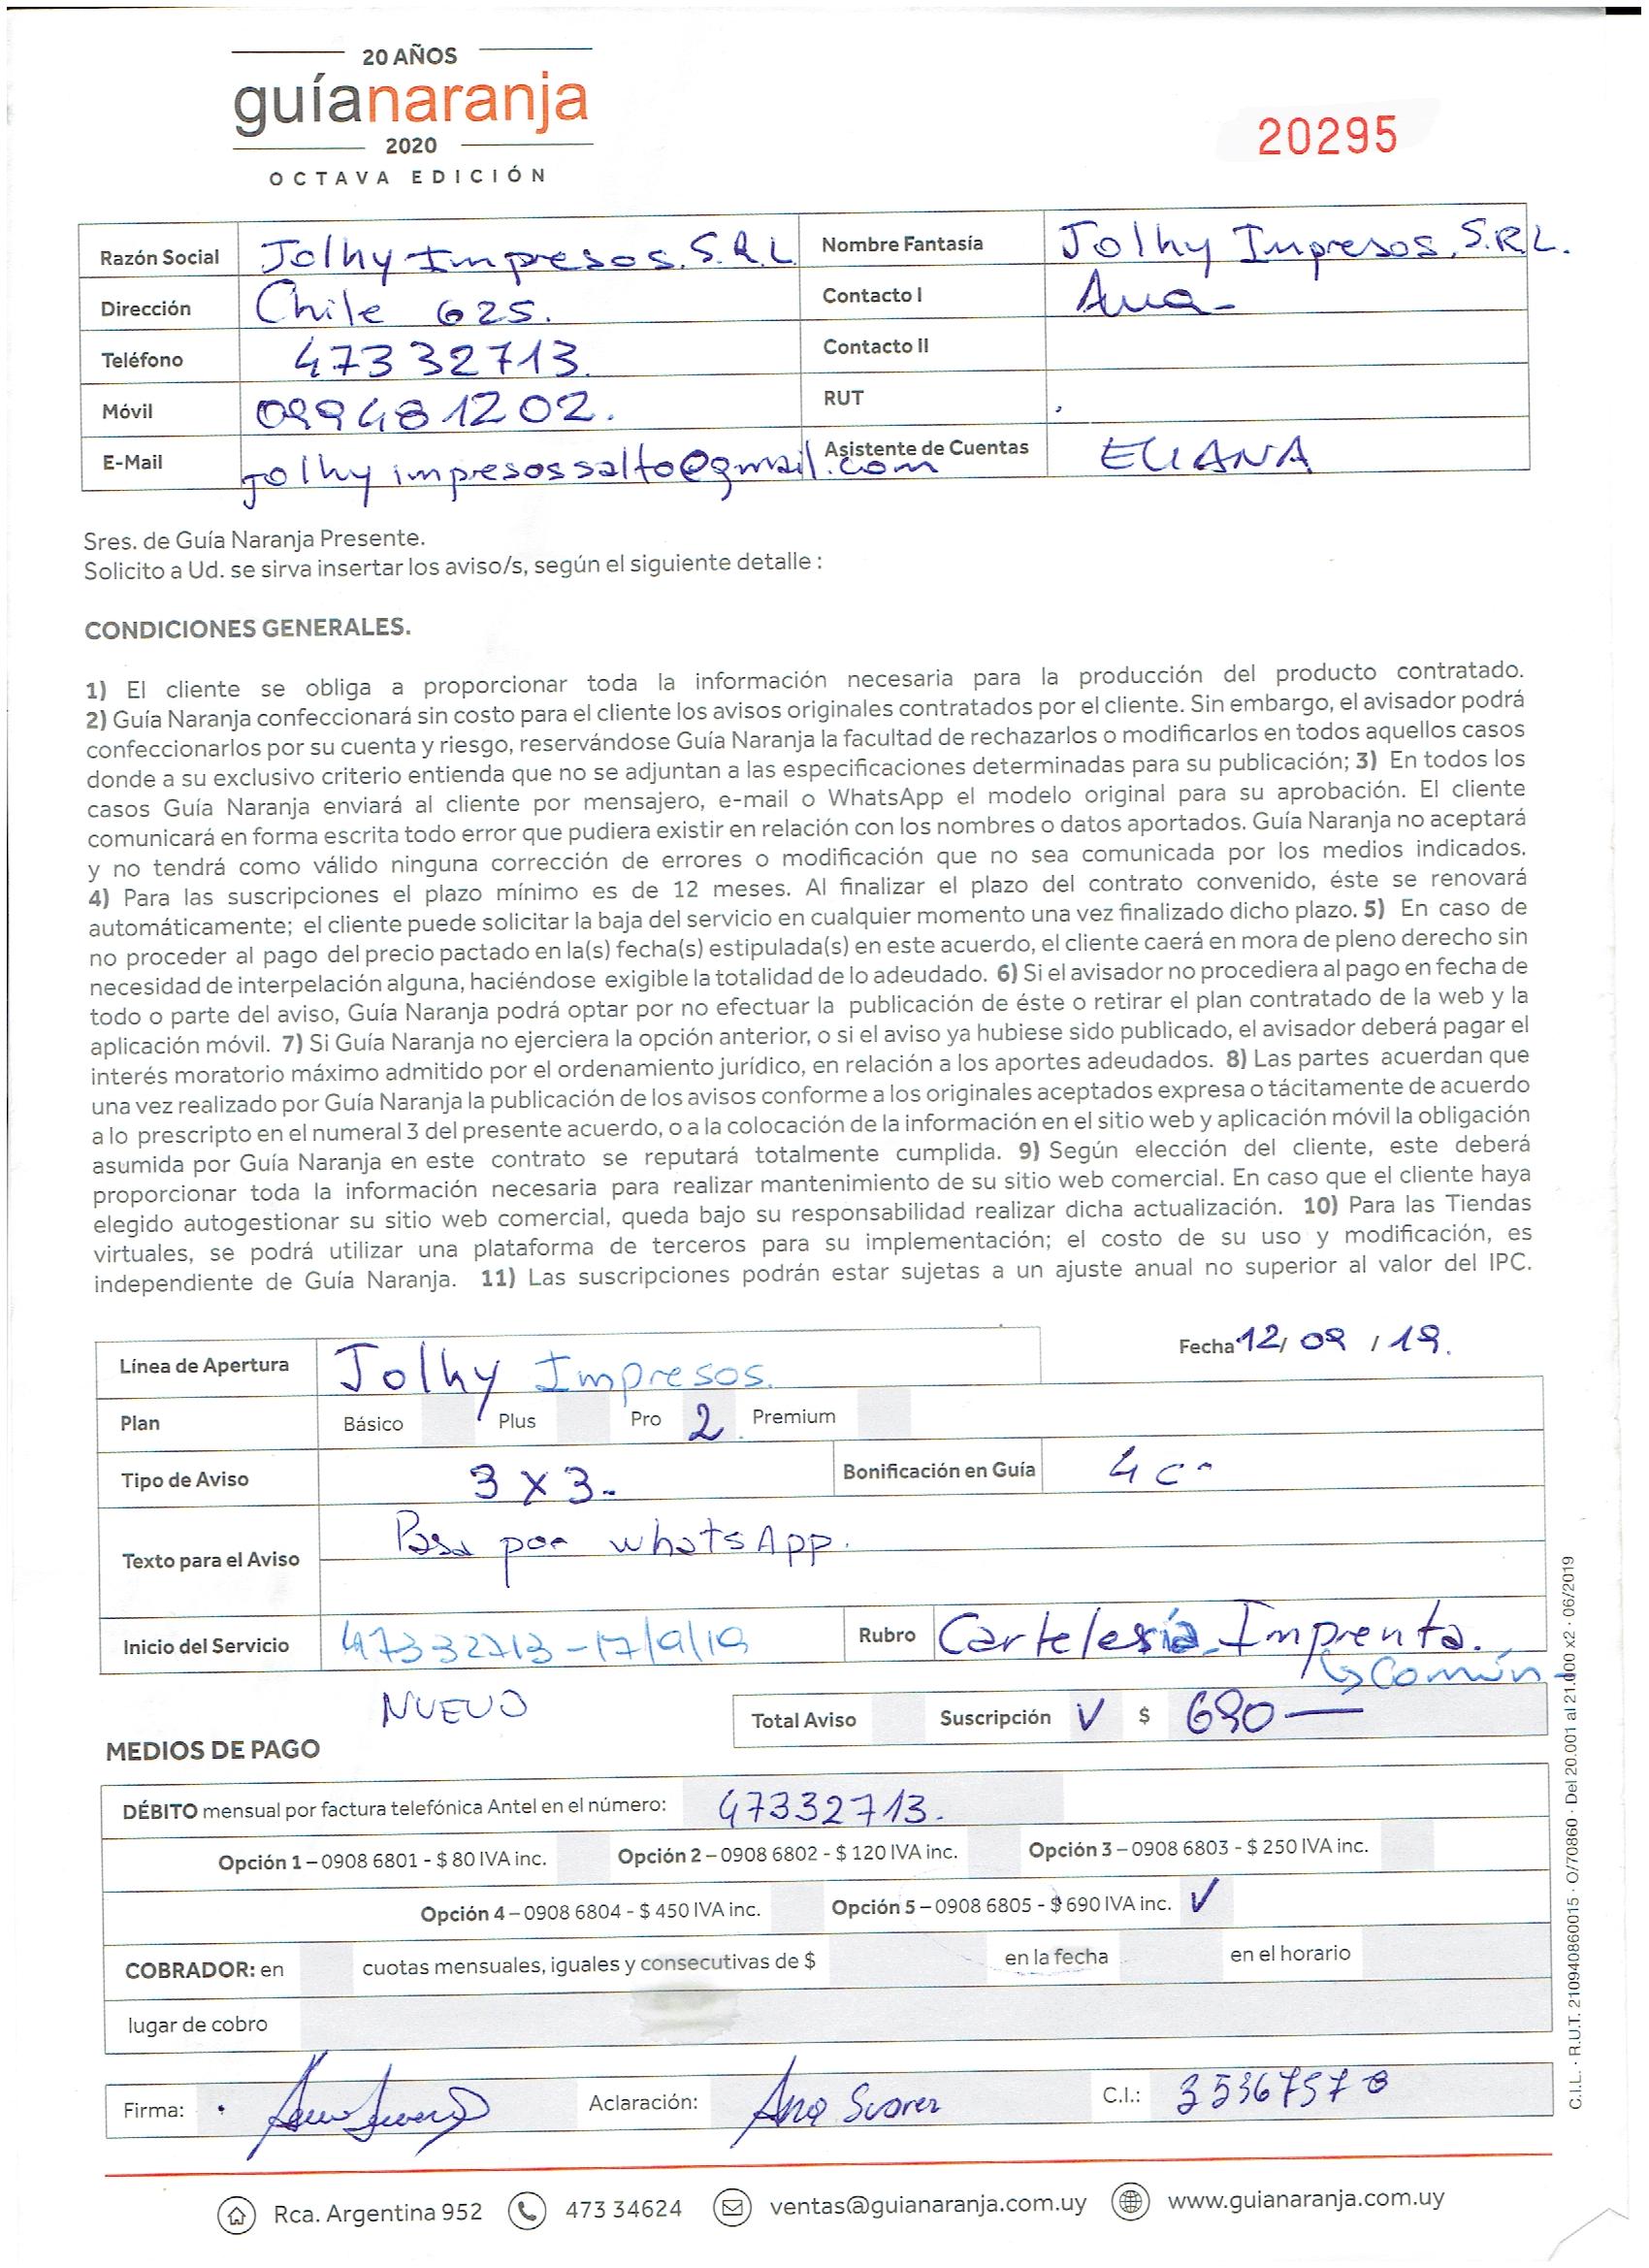 20 AÑOS
guíanaranja
2020
OCTAVA EDICIÓN
20295
Razón Social Jolhy Impresos. S.R.L Nombre Fantasía Jolhy Impresos. S.R.L.
Dirección Chile 625. Contacto I Ana-
Teléfono 47332713. Contacto II
Móvil 099481202. RUT
E-Mail jolhyimpresossalto@gmail.com Asistente de Cuentas ELIANA
Sres. de Guía Naranja Presente.
Solicito a Ud. se sirva insertar los aviso/s, según el siguiente detalle :
CONDICIONES GENERALES.
1) El cliente se obliga a proporcionar toda la información necesaria para la producción del producto contratado.
2) Guía Naranja confeccionará sin costo para el cliente los avisos originales contratados por el cliente. Sin embargo, el avisador podrá
confeccionarlos por su cuenta y riesgo, reservándose Guía Naranja la facultad de rechazarlos o modificarlos en todos aquellos casos
donde a su exclusivo criterio entienda que no se adjuntan a las especificaciones determinadas para su publicación; 3) En todos los
casos Guía Naranja enviará al cliente por mensajero, e-mail o WhatsApp el modelo original para su aprobación. El cliente
comunicará en forma escrita todo error que pudiera existir en relación con los nombres o datos aportados. Guía Naranja no aceptará
y no tendrá como válido ninguna corrección de errores o modificación que no sea comunicada por los medios indicados.
4) Para las suscripciones el plazo mínimo es de 12 meses. Al finalizar el plazo del contrato convenido, éste se renovará
automáticamente; el cliente puede solicitar la baja del servicio en cualquier momento una vez finalizado dicho plazo. 5) En caso de
no proceder al pago del precio pactado en la(s) fecha(s) estipulada(s) en este acuerdo, el cliente caerá en mora de pleno derecho sin
necesidad de interpelación alguna, haciéndose exigible la totalidad de lo adeudado. 6) Si el avisador no procediera al pago en fecha de
todo o parte del aviso, Guía Naranja podrá optar por no efectuar la publicación de éste o retirar el plan contratado de la web y la
aplicación móvil. 7) Si Guía Naranja no ejerciera la opción anterior, o si el aviso ya hubiese sido publicado, el avisador deberá pagar el
interés moratorio máximo admitido por el ordenamiento jurídico, en relación a los aportes adeudados. 8) Las partes acuerdan que
una vez realizado por Guía Naranja la publicación de los avisos conforme a los originales aceptados expresa o tácitamente de acuerdo
a lo prescripto en el numeral 3 del presente acuerdo, o a la colocación de la información en el sitio web y aplicación móvil la obligación
asumida por Guía Naranja en este contrato se reputará totalmente cumplida. 9) Según elección del cliente, este deberá
proporcionar toda la información necesaria para realizar mantenimiento de su sitio web comercial. En caso que el cliente haya
elegido autogestionar su sitio web comercial, queda bajo su responsabilidad realizar dicha actualización. 10) Para las Tiendas
virtuales, se podrá utilizar una plataforma de terceros para su implementación; el costo de su uso y modificación, es
independiente de Guía Naranja. 11) Las suscripciones podrán estar sujetas a un ajuste anual no superior al valor del IPC.
Fecha 12/ 09 / 19.
Línea de Apertura Jolhy Impresos.
Plan Básico Plus Pro 2 Premium
Tipo de Aviso 3 x 3- Bonificación en Guía 4 c-
Texto para el Aviso Pasa por whatsApp.
Inicio del Servicio 47332713-17/9/19 Rubro Cartelería - Imprenta.
↳ Común-
NUEVO
Total Aviso Suscripción ✓ $ 690—
MEDIOS DE PAGO
DÉBITO mensual por factura telefónica Antel en el número: 47332713.
Opción 1 – 0908 6801 - $ 80 IVA inc. Opción 2 – 0908 6802 - $ 120 IVA inc. Opción 3 – 0908 6803 - $ 250 IVA inc.
Opción 4 – 0908 6804 - $ 450 IVA inc. Opción 5 – 0908 6805 - $ 690 IVA inc. ✓
COBRADOR: en cuotas mensuales, iguales y consecutivas de $ en la fecha en el horario
lugar de cobro
Firma: Aclaración: Ana Suarez C.I.: 35367578
Rca. Argentina 952 473 34624 ventas@guianaranja.com.uy www.guianaranja.com.uy
C.I.L. · R.U.T. 210940860015 · O/70860 · Del 20.001 al 21.000 x2 · 06/2019